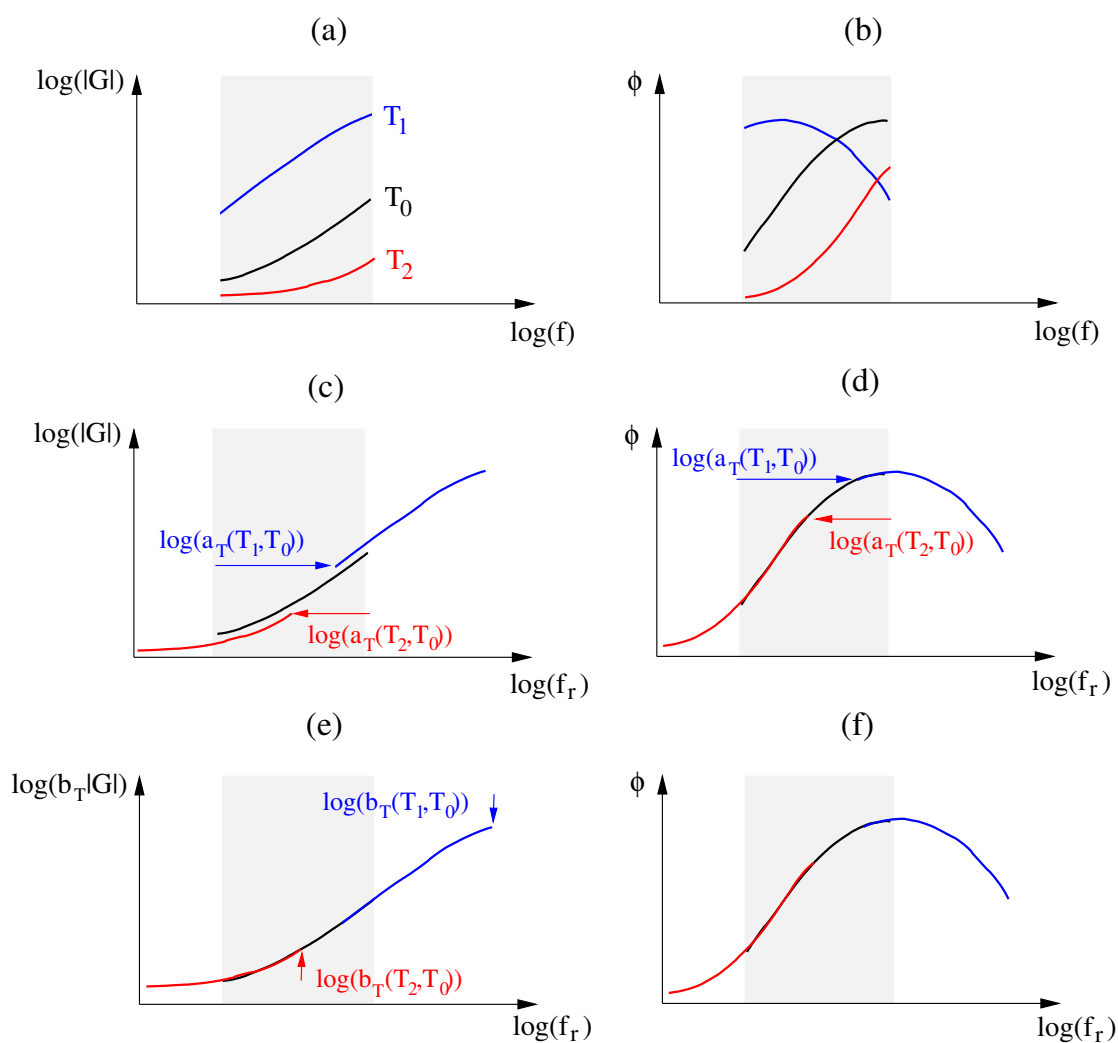 (a)
(b)
log(|G|)
T1
T0
T2
log(f)
ϕ
log(f)
(c)
(d)
log(|G|)
log(aT(T1,T0))
log(aT(T2,T0))
log(fr)
ϕ
log(aT(T1,T0))
log(aT(T2,T0))
log(fr)
(e)
(f)
log(bT|G|)
log(bT(T1,T0))
log(bT(T2,T0))
log(fr)
ϕ
log(fr)